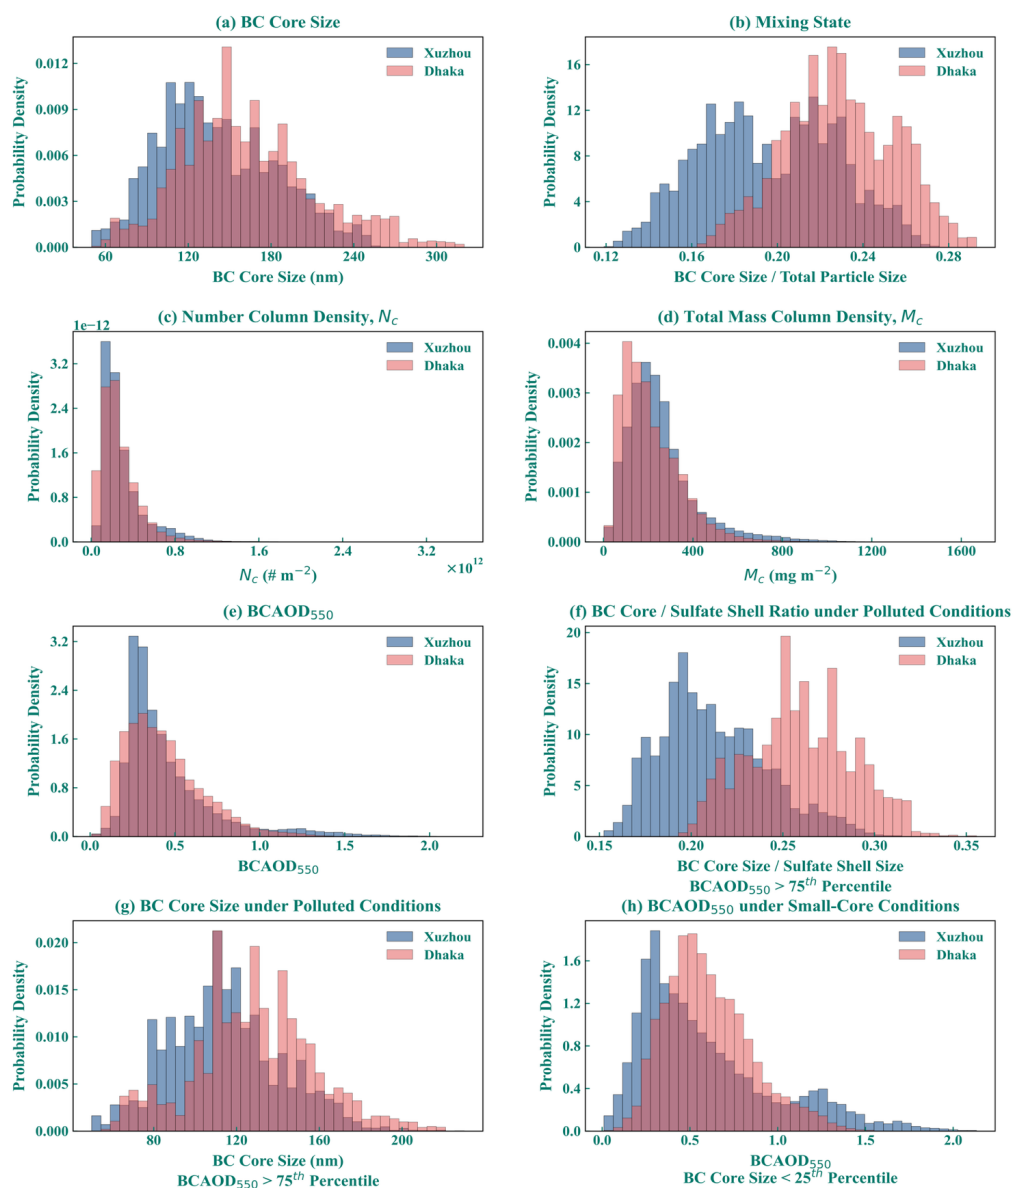 (a) BC Core Size
Probability Density
0.012
0.009
0.006
0.003
0.000
Xuzhou
Dhaka
60 120 180 240 300
BC Core Size (nm)
(b) Mixing State
Probability Density
16
12
8
4
0
Xuzhou
Dhaka
0.12 0.16 0.20 0.24 0.28
BC Core Size / Total Particle Size
(c) Number Column Density, N_c
1e−12
Probability Density
3.2
2.4
1.6
0.8
0.0
Xuzhou
Dhaka
0.0 0.8 1.6 2.4 3.2
×10^12
N_c (# m^−2)
(d) Total Mass Column Density, M_c
Probability Density
0.004
0.003
0.002
0.001
0.000
Xuzhou
Dhaka
0 400 800 1200 1600
M_c (mg m^−2)
(e) BCAOD_550
Probability Density
3.2
2.4
1.6
0.8
0.0
Xuzhou
Dhaka
0.0 0.5 1.0 1.5 2.0
BCAOD_550
(f) BC Core / Sulfate Shell Ratio under Polluted Conditions
Probability Density
20
15
10
5
0
Xuzhou
Dhaka
0.15 0.20 0.25 0.30 0.35
BC Core Size / Sulfate Shell Size
BCAOD_550 > 75^th Percentile
(g) BC Core Size under Polluted Conditions
Probability Density
0.020
0.015
0.010
0.005
0.000
Xuzhou
Dhaka
80 120 160 200
BC Core Size (nm)
BCAOD_550 > 75^th Percentile
(h) BCAOD_550 under Small-Core Conditions
Probability Density
1.6
1.2
0.8
0.4
0.0
Xuzhou
Dhaka
0.0 0.5 1.0 1.5 2.0
BCAOD_550
BC Core Size < 25^th Percentile